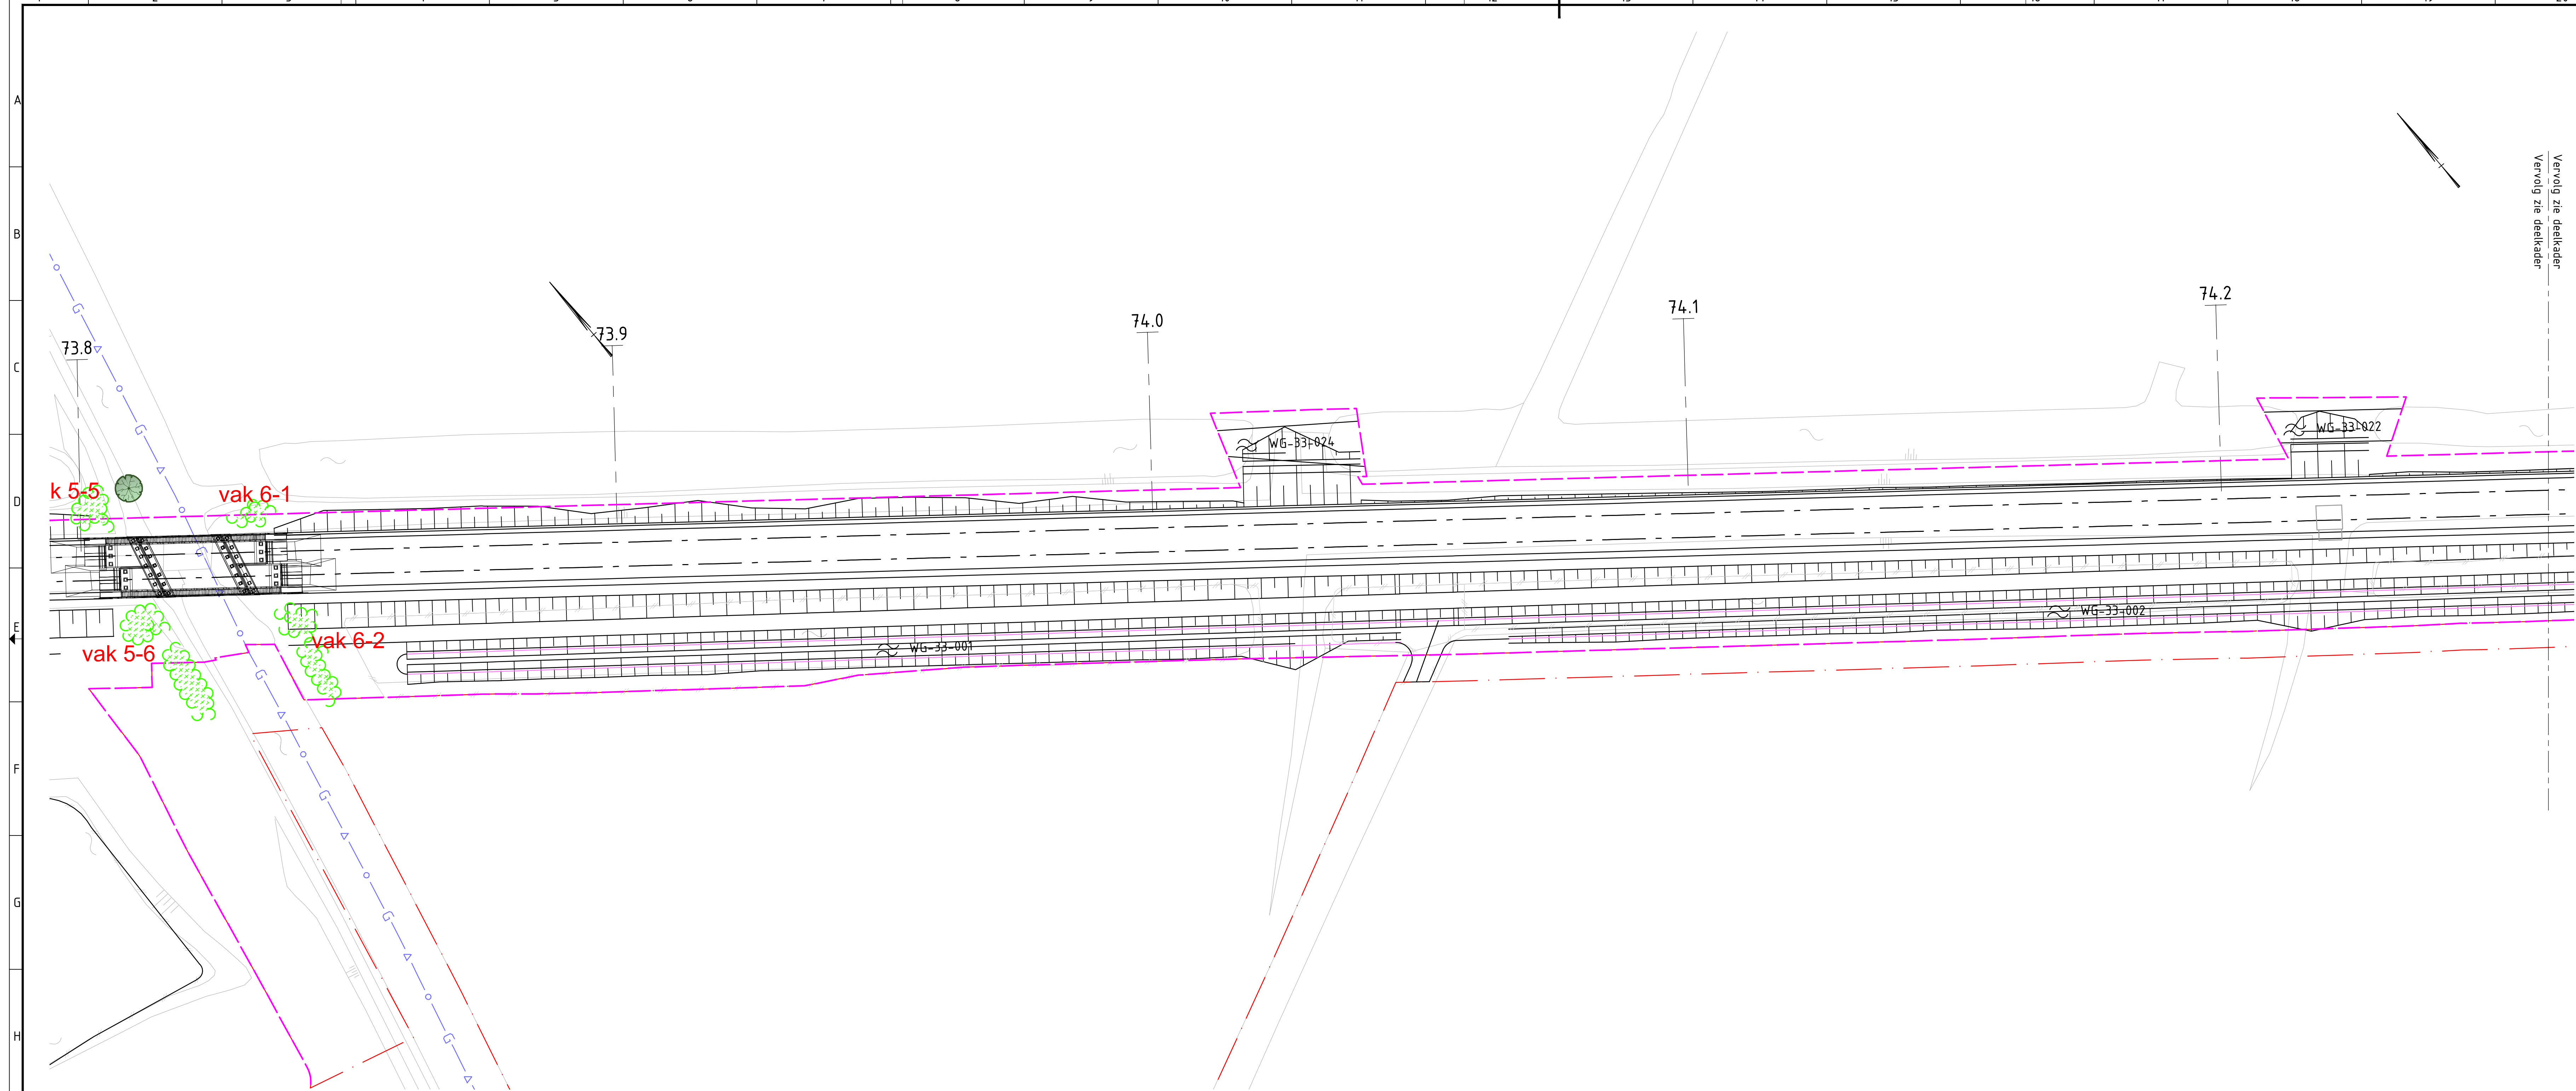 A
B
C
D
E
F
G
H
Vervolg zie deelkader
Vervolg zie deelkader
73.8
73.9
74.0
74.1
74.2
WG-33-024
WG-33-022
k 5-5
vak 6-1
vak 5-6
vak 6-2
WG-33-001
WG-33-002
G
G
G
G
G
G
G
G